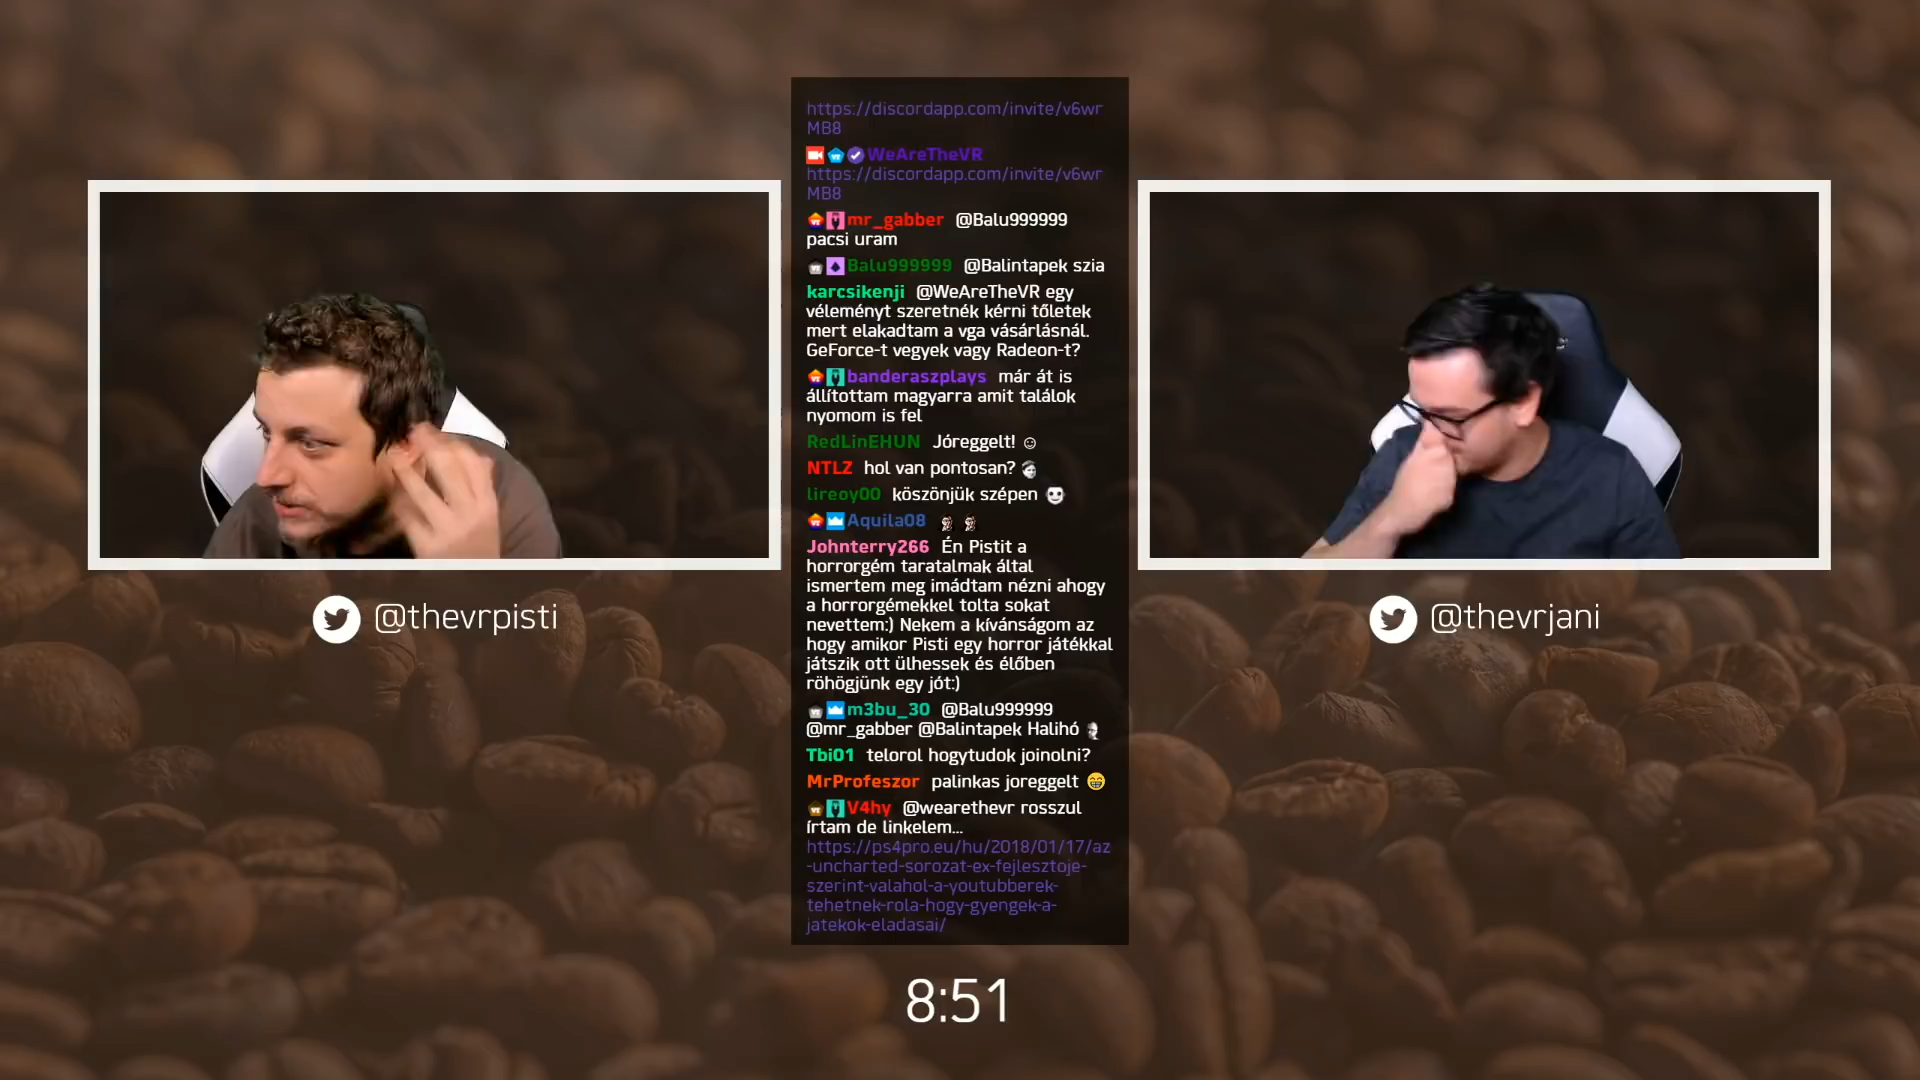 https://discordapp.com/invite/v6wr
MB8
WeAreTheVR
https://discordapp.com/invite/v6wr
MB8
mr_gabber @Balu999999
pacsi uram
Balu999999 @Balintapek szia
karcsikenji @WeAreTheVR egy
véleményt szeretnék kérni tőletek
mert elakadtam a vga vásárlásnál.
GeForce-t vegyek vagy Radeon-t?
banderaszplays már át is
állítottam magyarra amit találok
nyomom is fel
RedLinEHUN Jóreggelt!
NTLZ hol van pontosan?
lireoy00 köszönjük szépen
Aquila08
Johnterry266 Én Pistit a
horrorgém taratalmak által
ismertem meg imádtam nézni ahogy
a horrorgémekkel tolta sokat
nevettem:) Nekem a kívánságom az
hogy amikor Pisti egy horror játékkal
játszik ott ülhessek és élőben
röhögjünk egy jót:)
m3bu_30 @Balu999999
@mr_gabber @Balintapek Halihó
Tbi01 telorol hogytudok joinolni?
MrProfeszor palinkas joreggelt 😁
V4hy @wearethevr rosszul
írtam de linkelem...
https://ps4pro.eu/hu/2018/01/17/az
-uncharted-sorozat-ex-fejlesztoje-
szerint-valahol-a-youtubberek-
tehetnek-rola-hogy-gyengek-a-
jatekok-eladasai/
@thevrpisti
@thevrjani
8:51